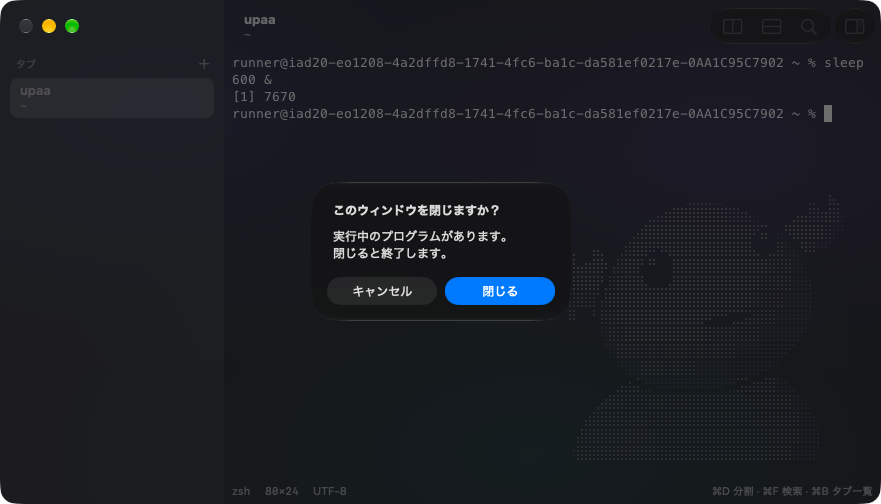 upaa
~
タブ
upaa
~
runner@iad20-eo1208-4a2dffd8-1741-4fc6-ba1c-da581ef0217e-0AA1C95C7902 ~ % sleep
600 &
[1] 7670
runner@iad20-eo1208-4a2dffd8-1741-4fc6-ba1c-da581ef0217e-0AA1C95C7902 ~ %
このウィンドウを閉じますか？
実行中のプログラムがあります。
閉じると終了します。
キャンセル
閉じる
zsh 80×24 UTF-8
⌘D 分割 · ⌘F 検索 · ⌘B タブ一覧